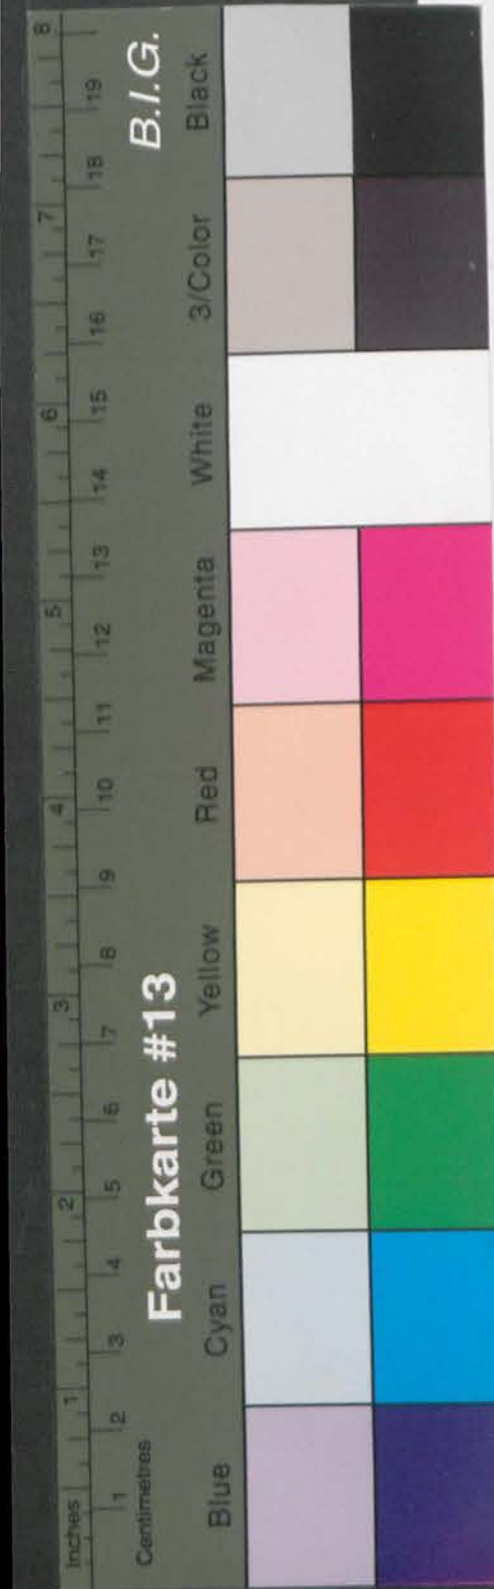 Inches 1 2 3 4 5 6 7 8
Centimetres 1 2 3 4 5 6 7 8 9 10 11 12 13 14 15 16 17 18 19
Farbkarte #13 B.I.G.
Blue Cyan Green Yellow Red Magenta White 3/Color Black